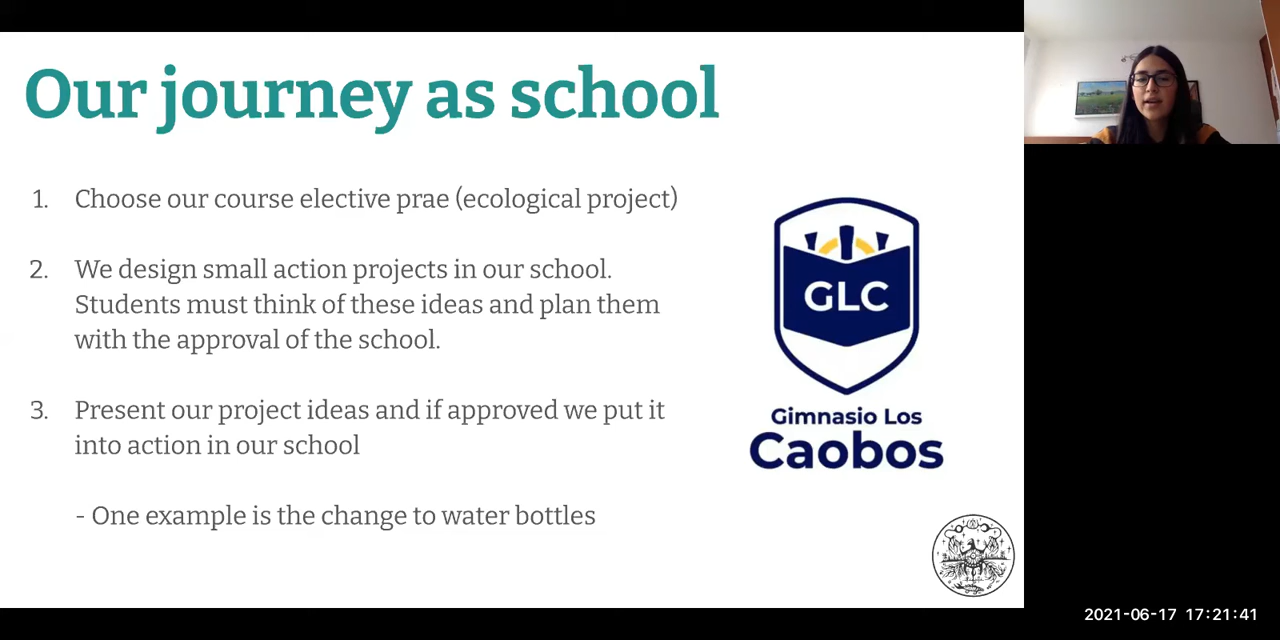 Our journey as school
1. Choose our course elective prae (ecological project)
2. We design small action projects in our school.
Students must think of these ideas and plan them
with the approval of the school.
3. Present our project ideas and if approved we put it
into action in our school
- One example is the change to water bottles
GLC
Gimnasio Los
Caobos
2021-06-17 17:21:41